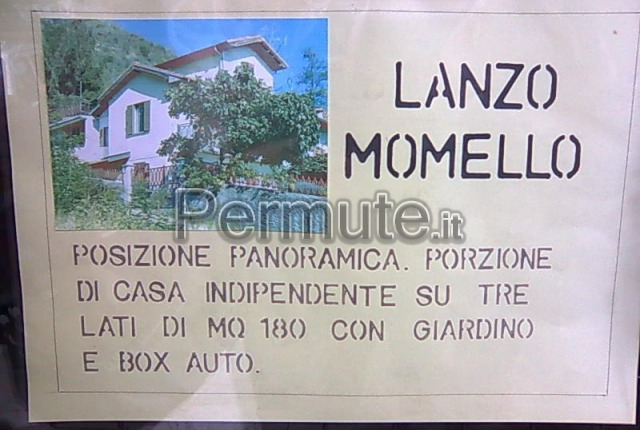 LANZO
MOMELLO
Permute.it
POSIZIONE PANORAMICA. PORZIONE
DI CASA INDIPENDENTE SU TRE
LATI DI MQ 180 CON GIARDINO
E BOX AUTO.